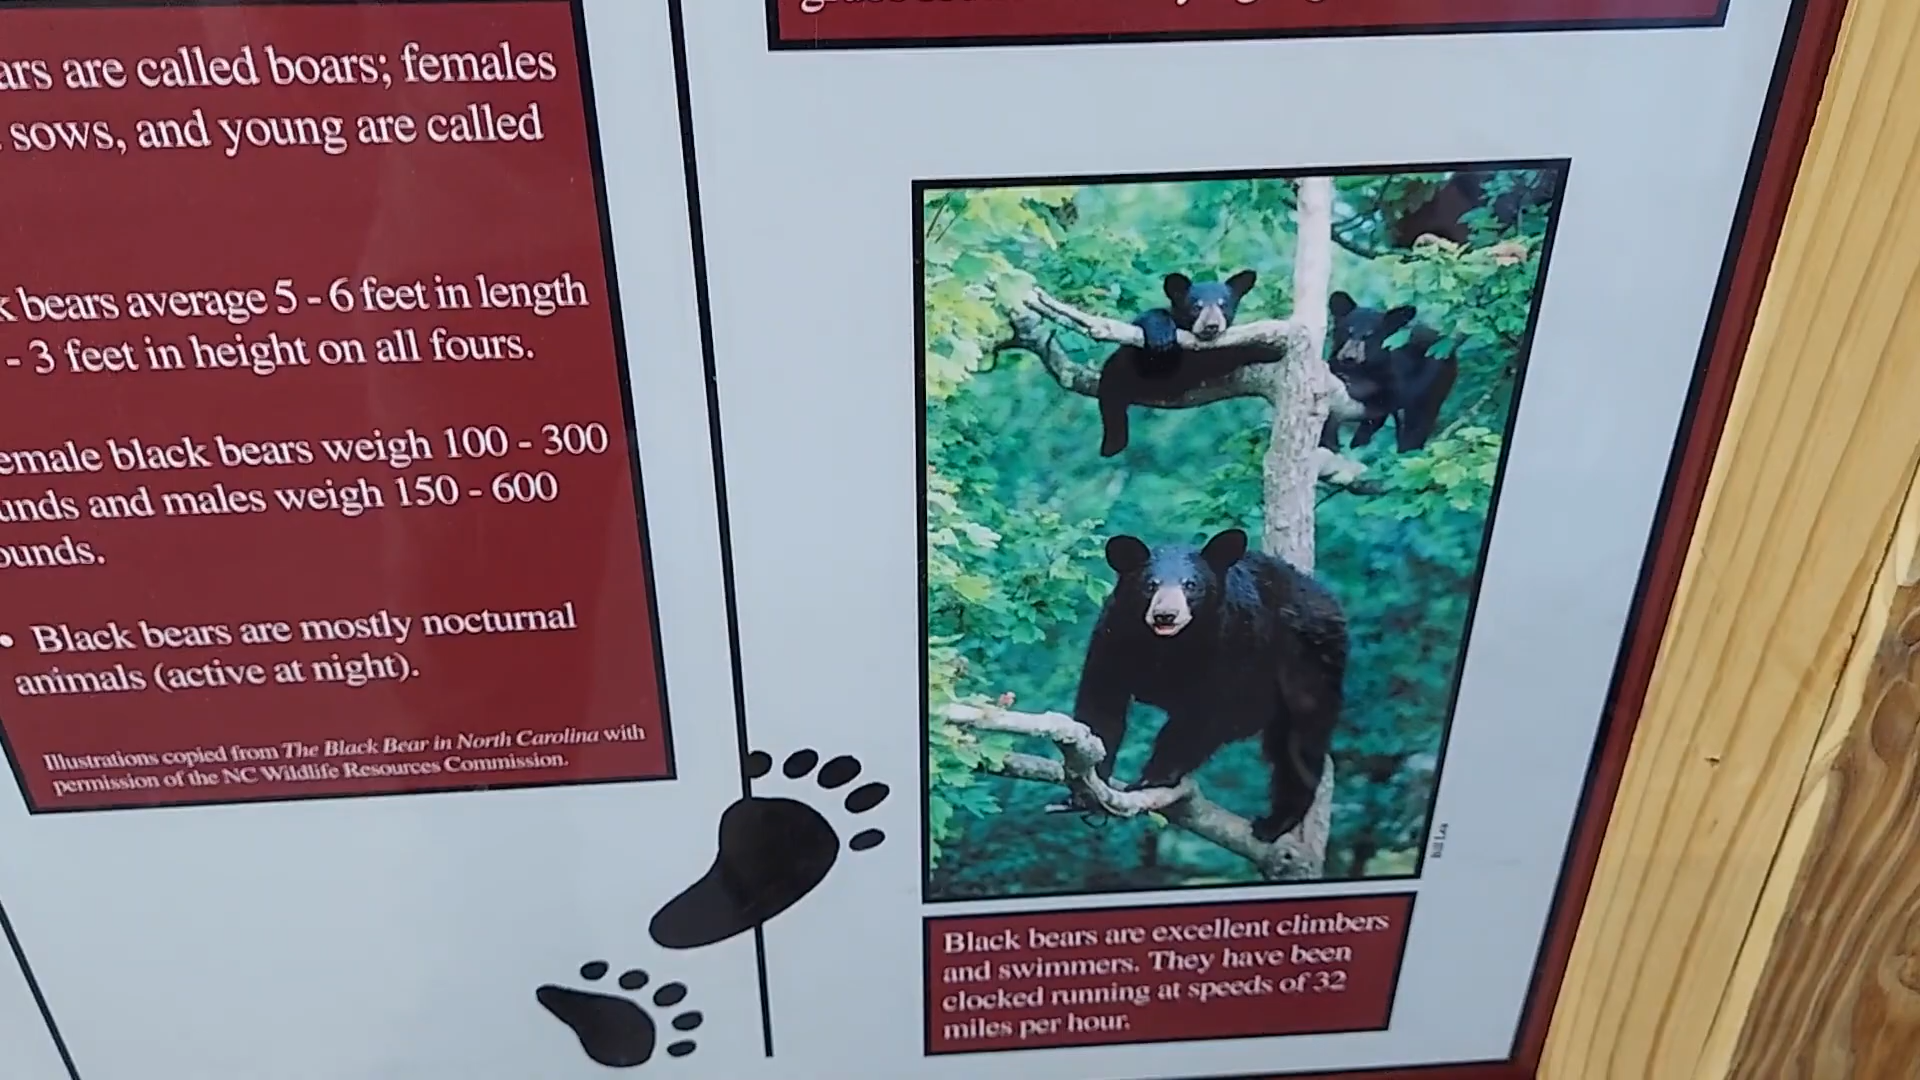 are called boars; females
sows, and young are called
bears average 5 - 6 feet in length
- 3 feet in height on all fours.
black bears weigh 100 - 300
and males weigh 150 - 600
• Black bears are mostly nocturnal
animals (active at night).
Illustrations copied from The Black Bear in North Carolina with
permission of the NC Wildlife Resources Commission.
Bill Lea
Black bears are excellent climbers
and swimmers. They have been
clocked running at speeds of 32
miles per hour.